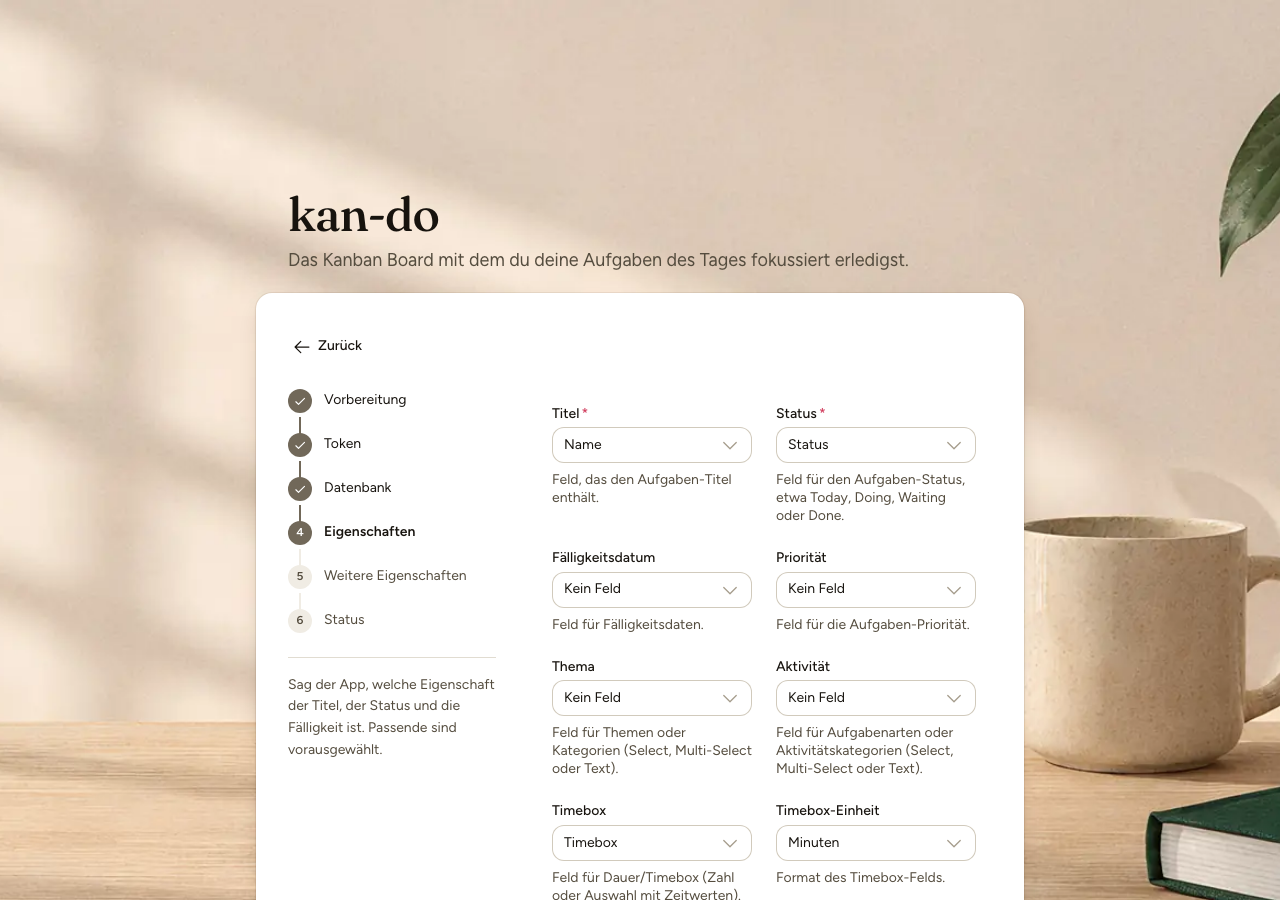 kan-do
Das Kanban Board mit dem du deine Aufgaben des Tages fokussiert erledigst.
Zurück
Vorbereitung
Token
Datenbank
4 Eigenschaften
5 Weitere Eigenschaften
6 Status
Sag der App, welche Eigenschaft
der Titel, der Status und die
Fälligkeit ist. Passende sind
vorausgewählt.
Titel *
Name
Feld, das den Aufgaben-Titel
enthält.
Status *
Status
Feld für den Aufgaben-Status,
etwa Today, Doing, Waiting
oder Done.
Fälligkeitsdatum
Kein Feld
Feld für Fälligkeitsdaten.
Priorität
Kein Feld
Feld für die Aufgaben-Priorität.
Thema
Kein Feld
Feld für Themen oder
Kategorien (Select, Multi-Select
oder Text).
Aktivität
Kein Feld
Feld für Aufgabenarten oder
Aktivitätskategorien (Select,
Multi-Select oder Text).
Timebox
Timebox
Feld für Dauer/Timebox (Zahl
oder Auswahl mit Zeitwerten).
Timebox-Einheit
Minuten
Format des Timebox-Felds.